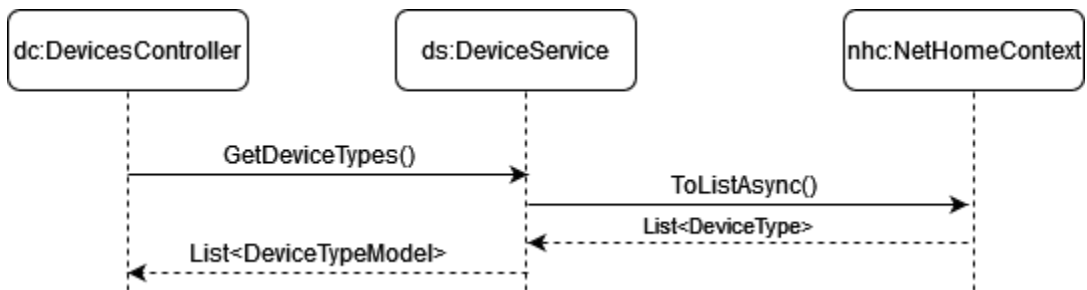 dc:DevicesController
ds:DeviceService
nhc:NetHomeContext
GetDeviceTypes()
ToListAsync()
List<DeviceType>
List<DeviceTypeModel>